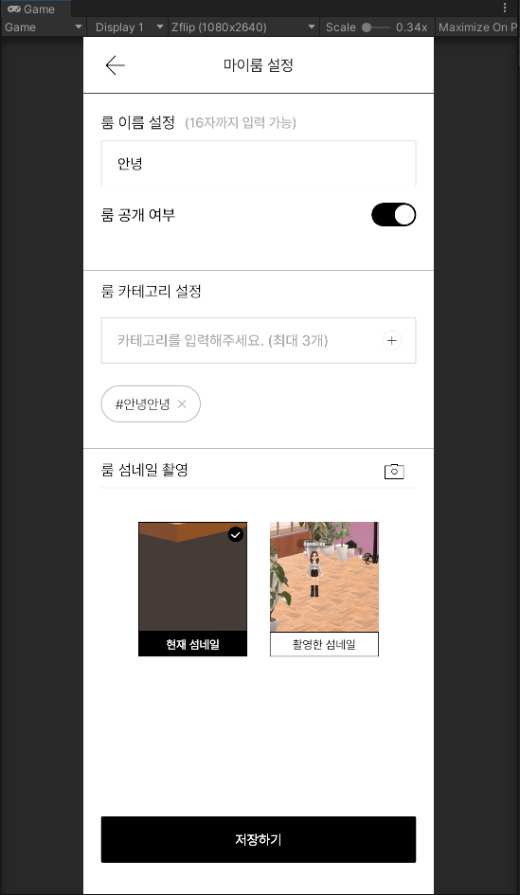 Game
Game Display 1 Zflip (1080x2640) Scale 0.34x Maximize On P
마이룸 설정
룸 이름 설정 (16자까지 입력 가능)
안녕
룸 공개 여부
룸 카테고리 설정
카테고리를 입력해주세요. (최대 3개)
#안녕안녕
룸 섬네일 촬영
현재 섬네일
촬영한 섬네일
저장하기